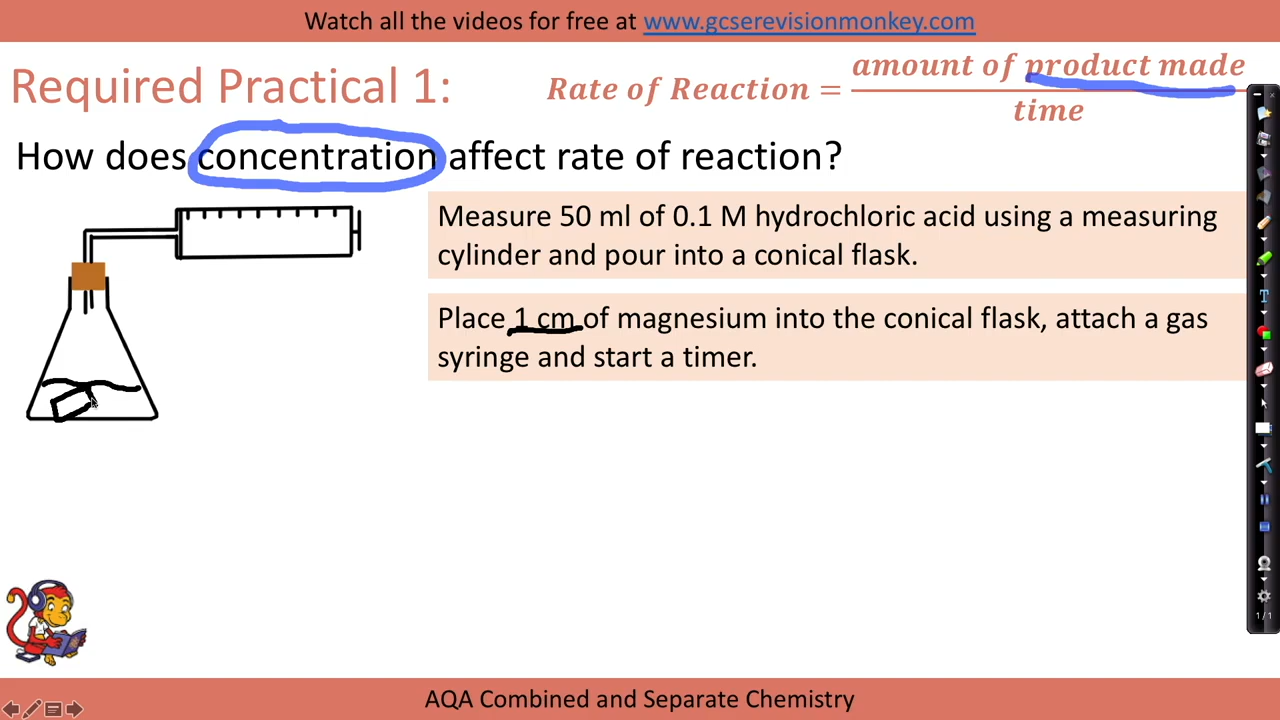 Watch all the videos for free at www.gcserevisionmonkey.com
Required Practical 1:
Rate of Reaction = amount of product made
time
How does concentration affect rate of reaction?
Measure 50 ml of 0.1 M hydrochloric acid using a measuring
cylinder and pour into a conical flask.
Place 1 cm of magnesium into the conical flask, attach a gas
syringe and start a timer.
T
1 / 1
AQA Combined and Separate Chemistry